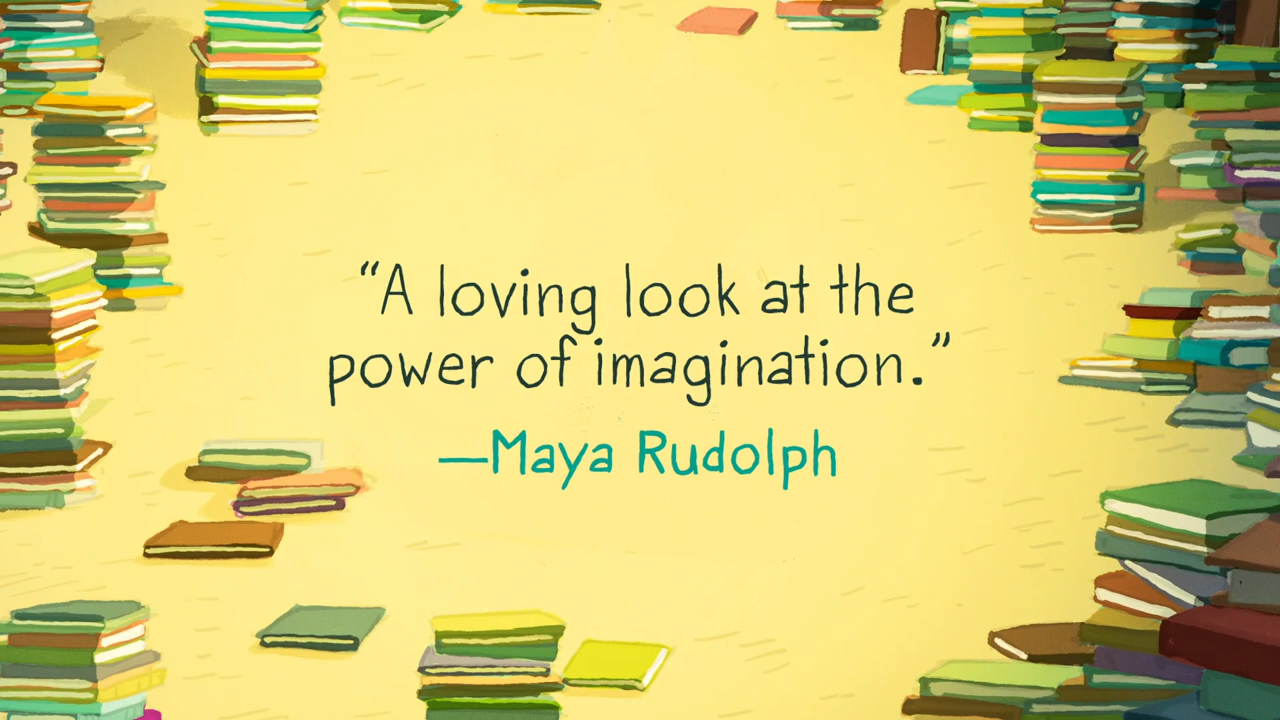 “A loving look at the
power of imagination.”
—Maya Rudolph